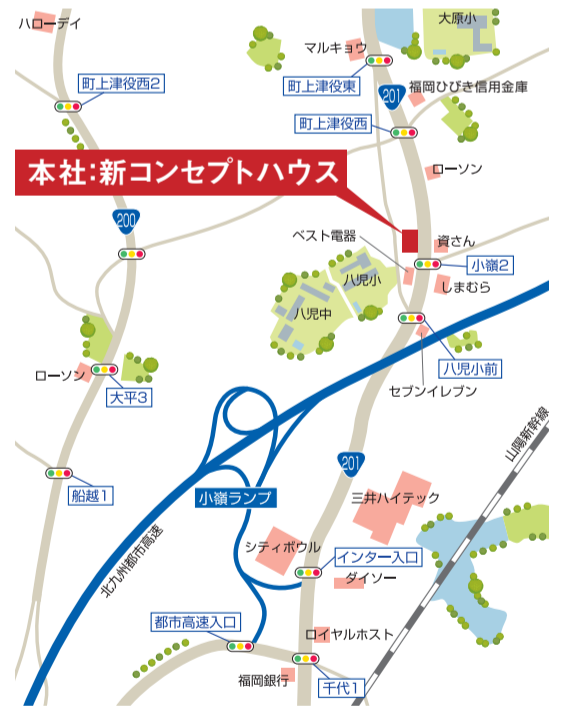 ハローデイ
大原小
マルキョウ
町上津役西2
町上津役東
201
福岡ひびき信用金庫
町上津役西
本社:新コンセプトハウス
ローソン
200
ベスト電器
資さん
小嶺2
八児小
しまむら
八児中
八児小前
ローソン
セブンイレブン
大平3
山陽新幹線
201
船越1
小嶺ランプ
三井ハイテック
北九州都市高速
シティボウル
インター入口
ダイソー
都市高速入口
ロイヤルホスト
福岡銀行
千代1